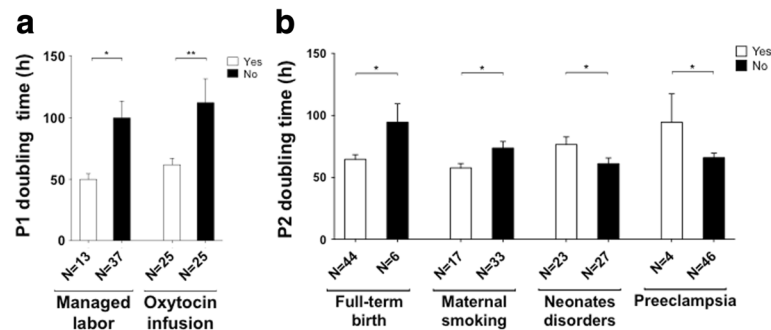 a
P1 doubling time (h)
150
100
50
0
*
**
Yes
No
N=13
N=37
N=25
N=25
Managed
labor
Oxytocin
infusion
b
P2 doubling time (h)
150
100
50
0
*
*
*
*
Yes
No
N=44
N=6
N=17
N=33
N=23
N=27
N=4
N=46
Full-term
birth
Maternal
smoking
Neonates
disorders
Preeclampsia